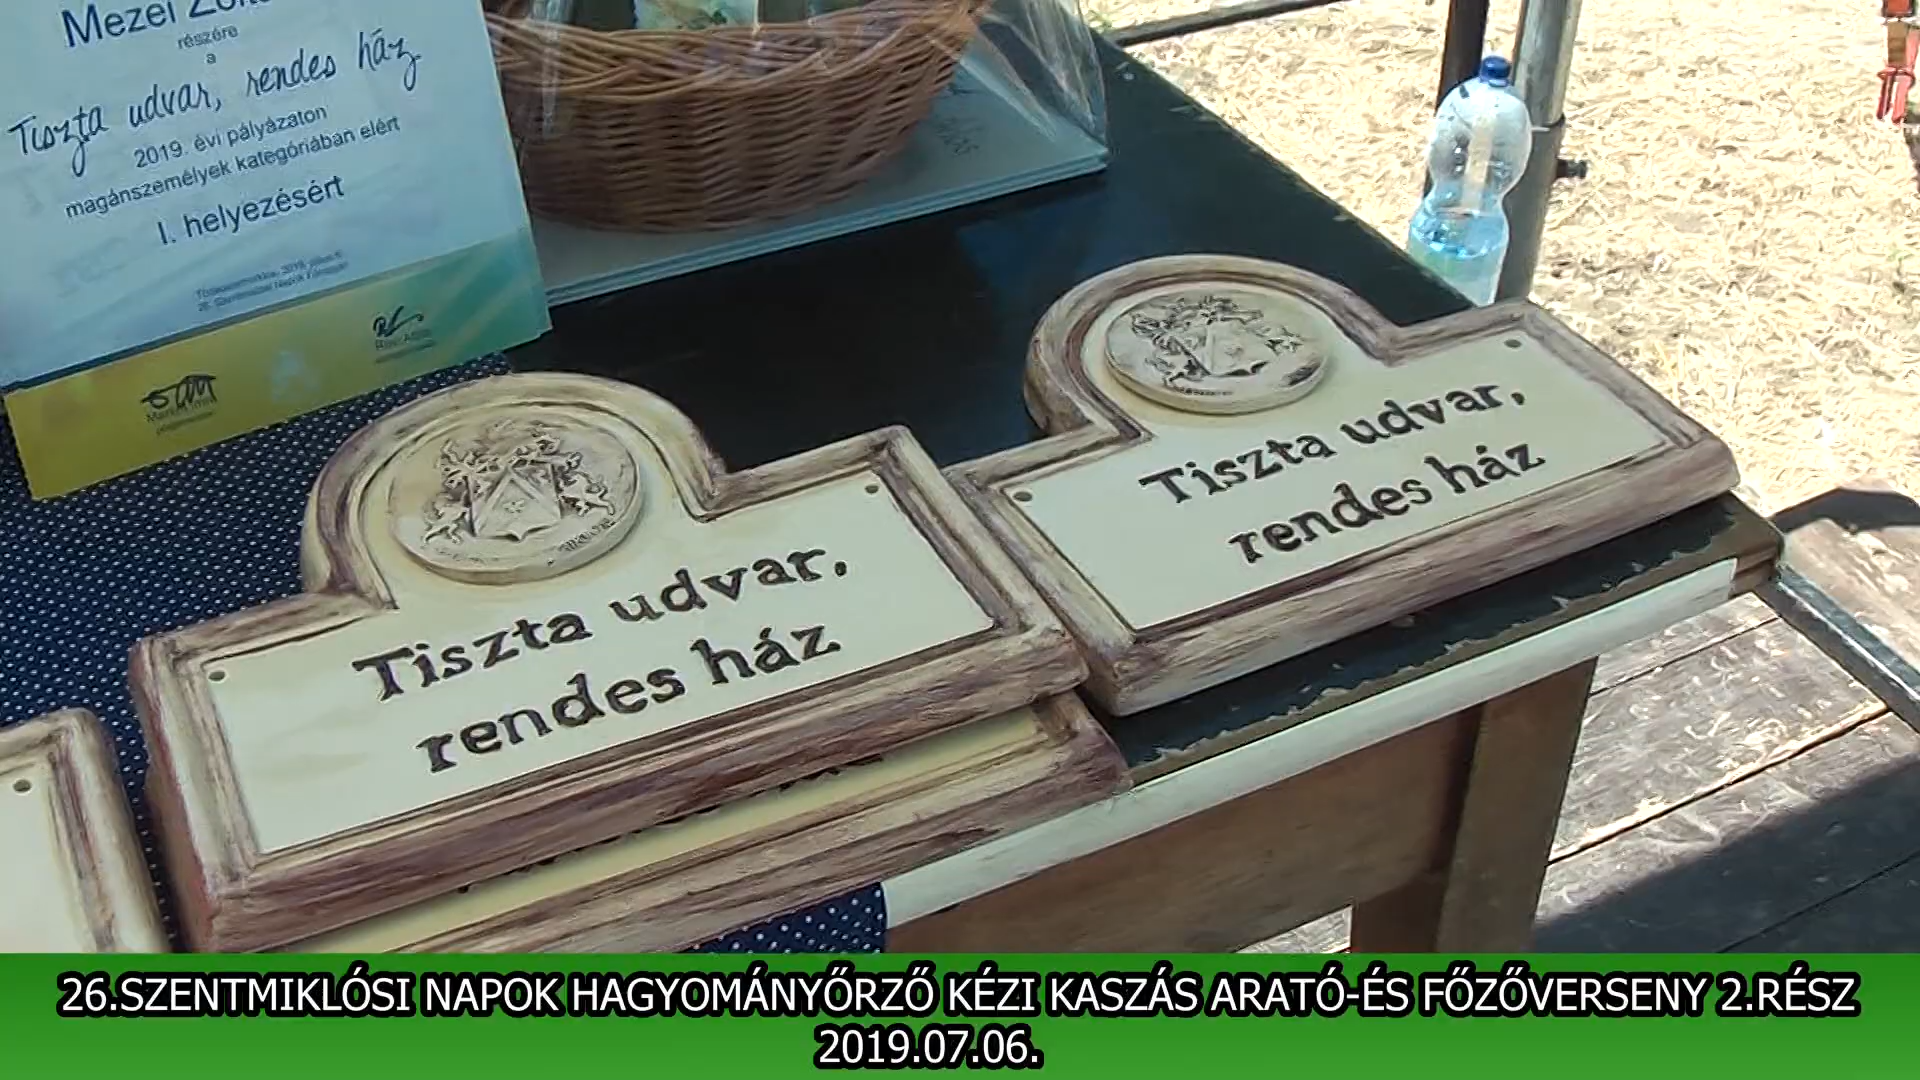 Mezei
részére
a
Tiszta udvar, rendes ház
2019. évi pályázaton
magánszemélyek kategóriában elért
I. helyezésért
Tiszta udvar,
rendes ház
Tiszta udvar,
rendes ház
26.SZENTMIKLÓSI NAPOK HAGYOMÁNYŐRZŐ KÉZI KASZÁS ARATÓ-ÉS FŐZŐVERSENY 2.RÉSZ
2019.07.06.